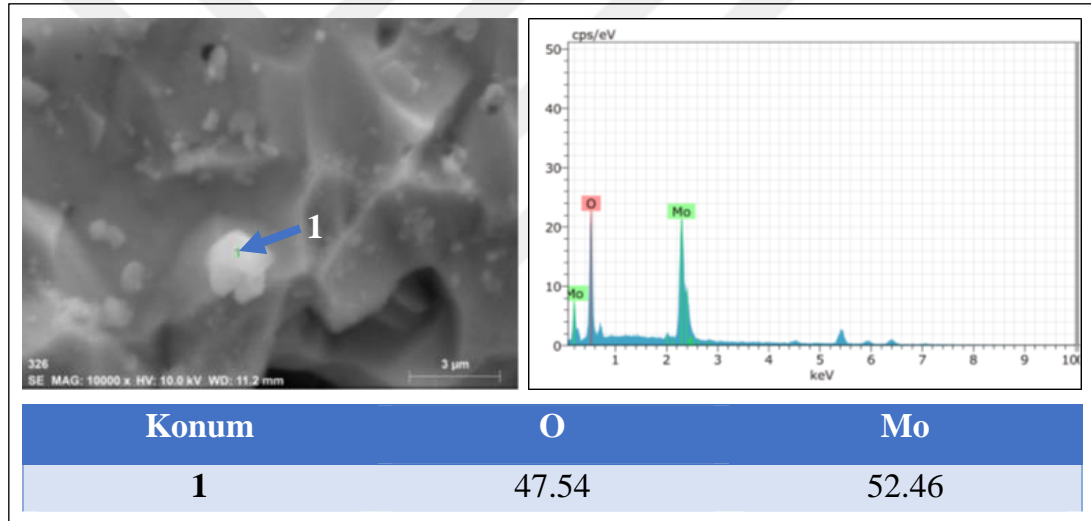 1
326
SE MAG: 10000 x HV: 10.0 kV WD: 11.2 mm
3 µm
cps/eV
50
40
30
20
10
0
O
Mo
Mo
1 2 3 4 5 6 7 8 9 10
keV
Konum O Mo
1 47.54 52.46